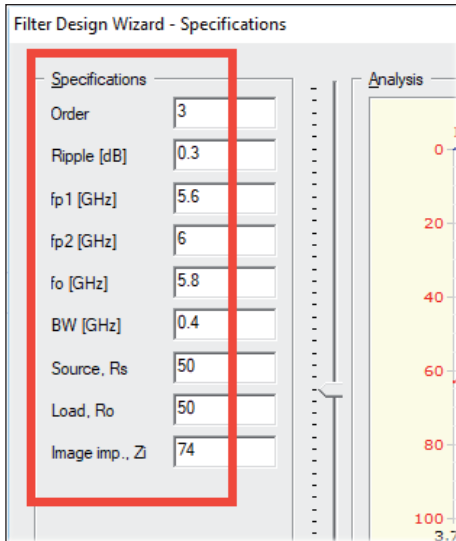 Filter Design Wizard - Specifications
Specifications
Order 3
Ripple [dB] 0.3
fp1 [GHz] 5.6
fp2 [GHz] 6
fo [GHz] 5.8
BW [GHz] 0.4
Source, Rs 50
Load, Ro 50
Image imp., Zi 74
Analysis
0
20
40
60
80
100
3.7